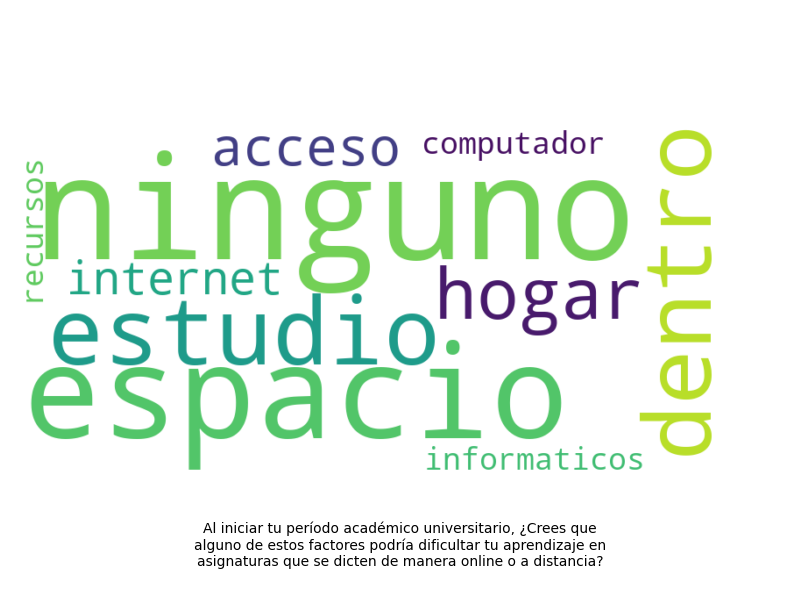 acceso
computador
dentro
recursos
ninguno
internet
hogar
estudio
espacio
informaticos
Al iniciar tu período académico universitario, ¿Crees que
alguno de estos factores podría dificultar tu aprendizaje en
asignaturas que se dicten de manera online o a distancia?